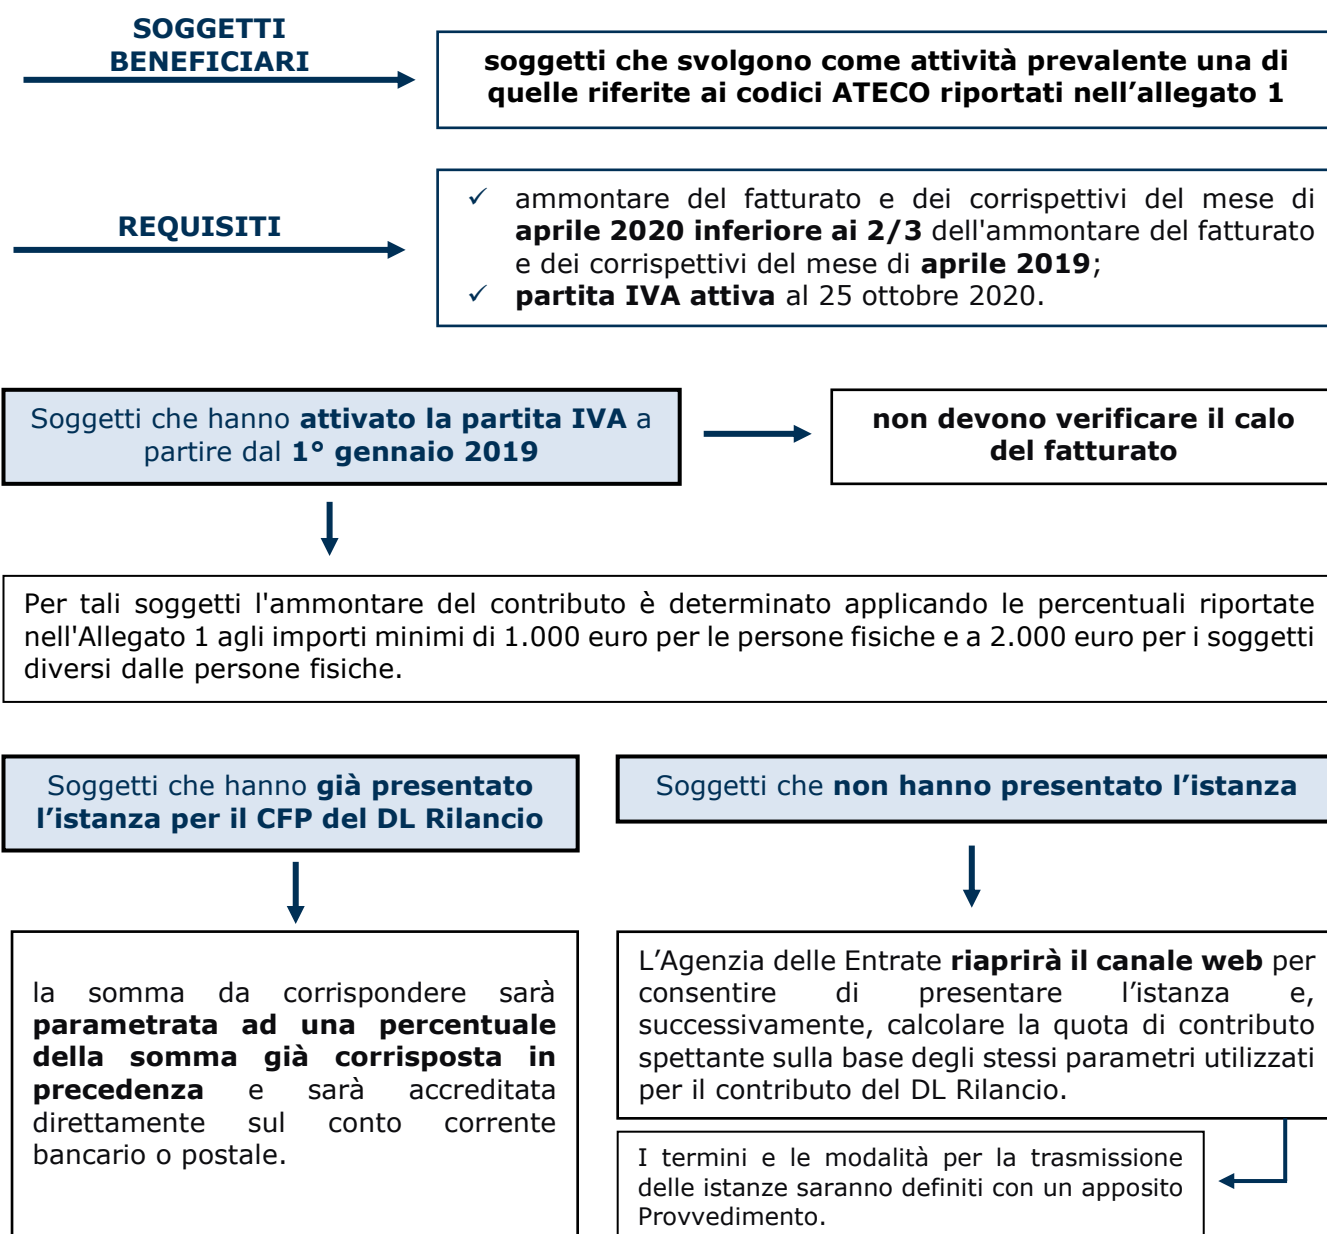 SOGGETTI
BENEFICIARI
soggetti che svolgono come attività prevalente una di
quelle riferite ai codici ATECO riportati nell’allegato 1
REQUISITI
✓ ammontare del fatturato e dei corrispettivi del mese di
aprile 2020 inferiore ai 2/3 dell'ammontare del fatturato
e dei corrispettivi del mese di aprile 2019;
✓ partita IVA attiva al 25 ottobre 2020.
Soggetti che hanno attivato la partita IVA a
partire dal 1° gennaio 2019
non devono verificare il calo
del fatturato
Per tali soggetti l'ammontare del contributo è determinato applicando le percentuali riportate
nell'Allegato 1 agli importi minimi di 1.000 euro per le persone fisiche e a 2.000 euro per i soggetti
diversi dalle persone fisiche.
Soggetti che hanno già presentato
l’istanza per il CFP del DL Rilancio
la somma da corrispondere sarà
parametrata ad una percentuale
della somma già corrisposta in
precedenza e sarà accreditata
direttamente sul conto corrente
bancario o postale.
Soggetti che non hanno presentato l’istanza
L’Agenzia delle Entrate riaprirà il canale web per
consentire di presentare l’istanza e,
successivamente, calcolare la quota di contributo
spettante sulla base degli stessi parametri utilizzati
per il contributo del DL Rilancio.
I termini e le modalità per la trasmissione
delle istanze saranno definiti con un apposito
Provvedimento.